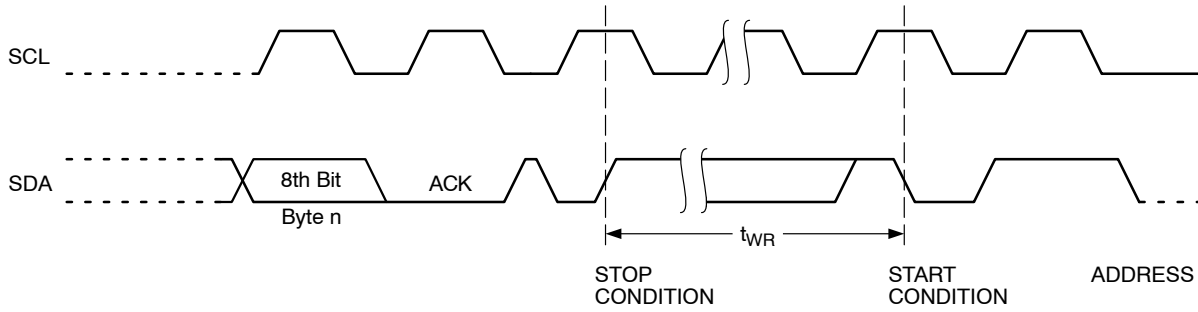 SCL
SDA
8th Bit
ACK
Byte n
tWR
STOP
CONDITION
START
CONDITION
ADDRESS